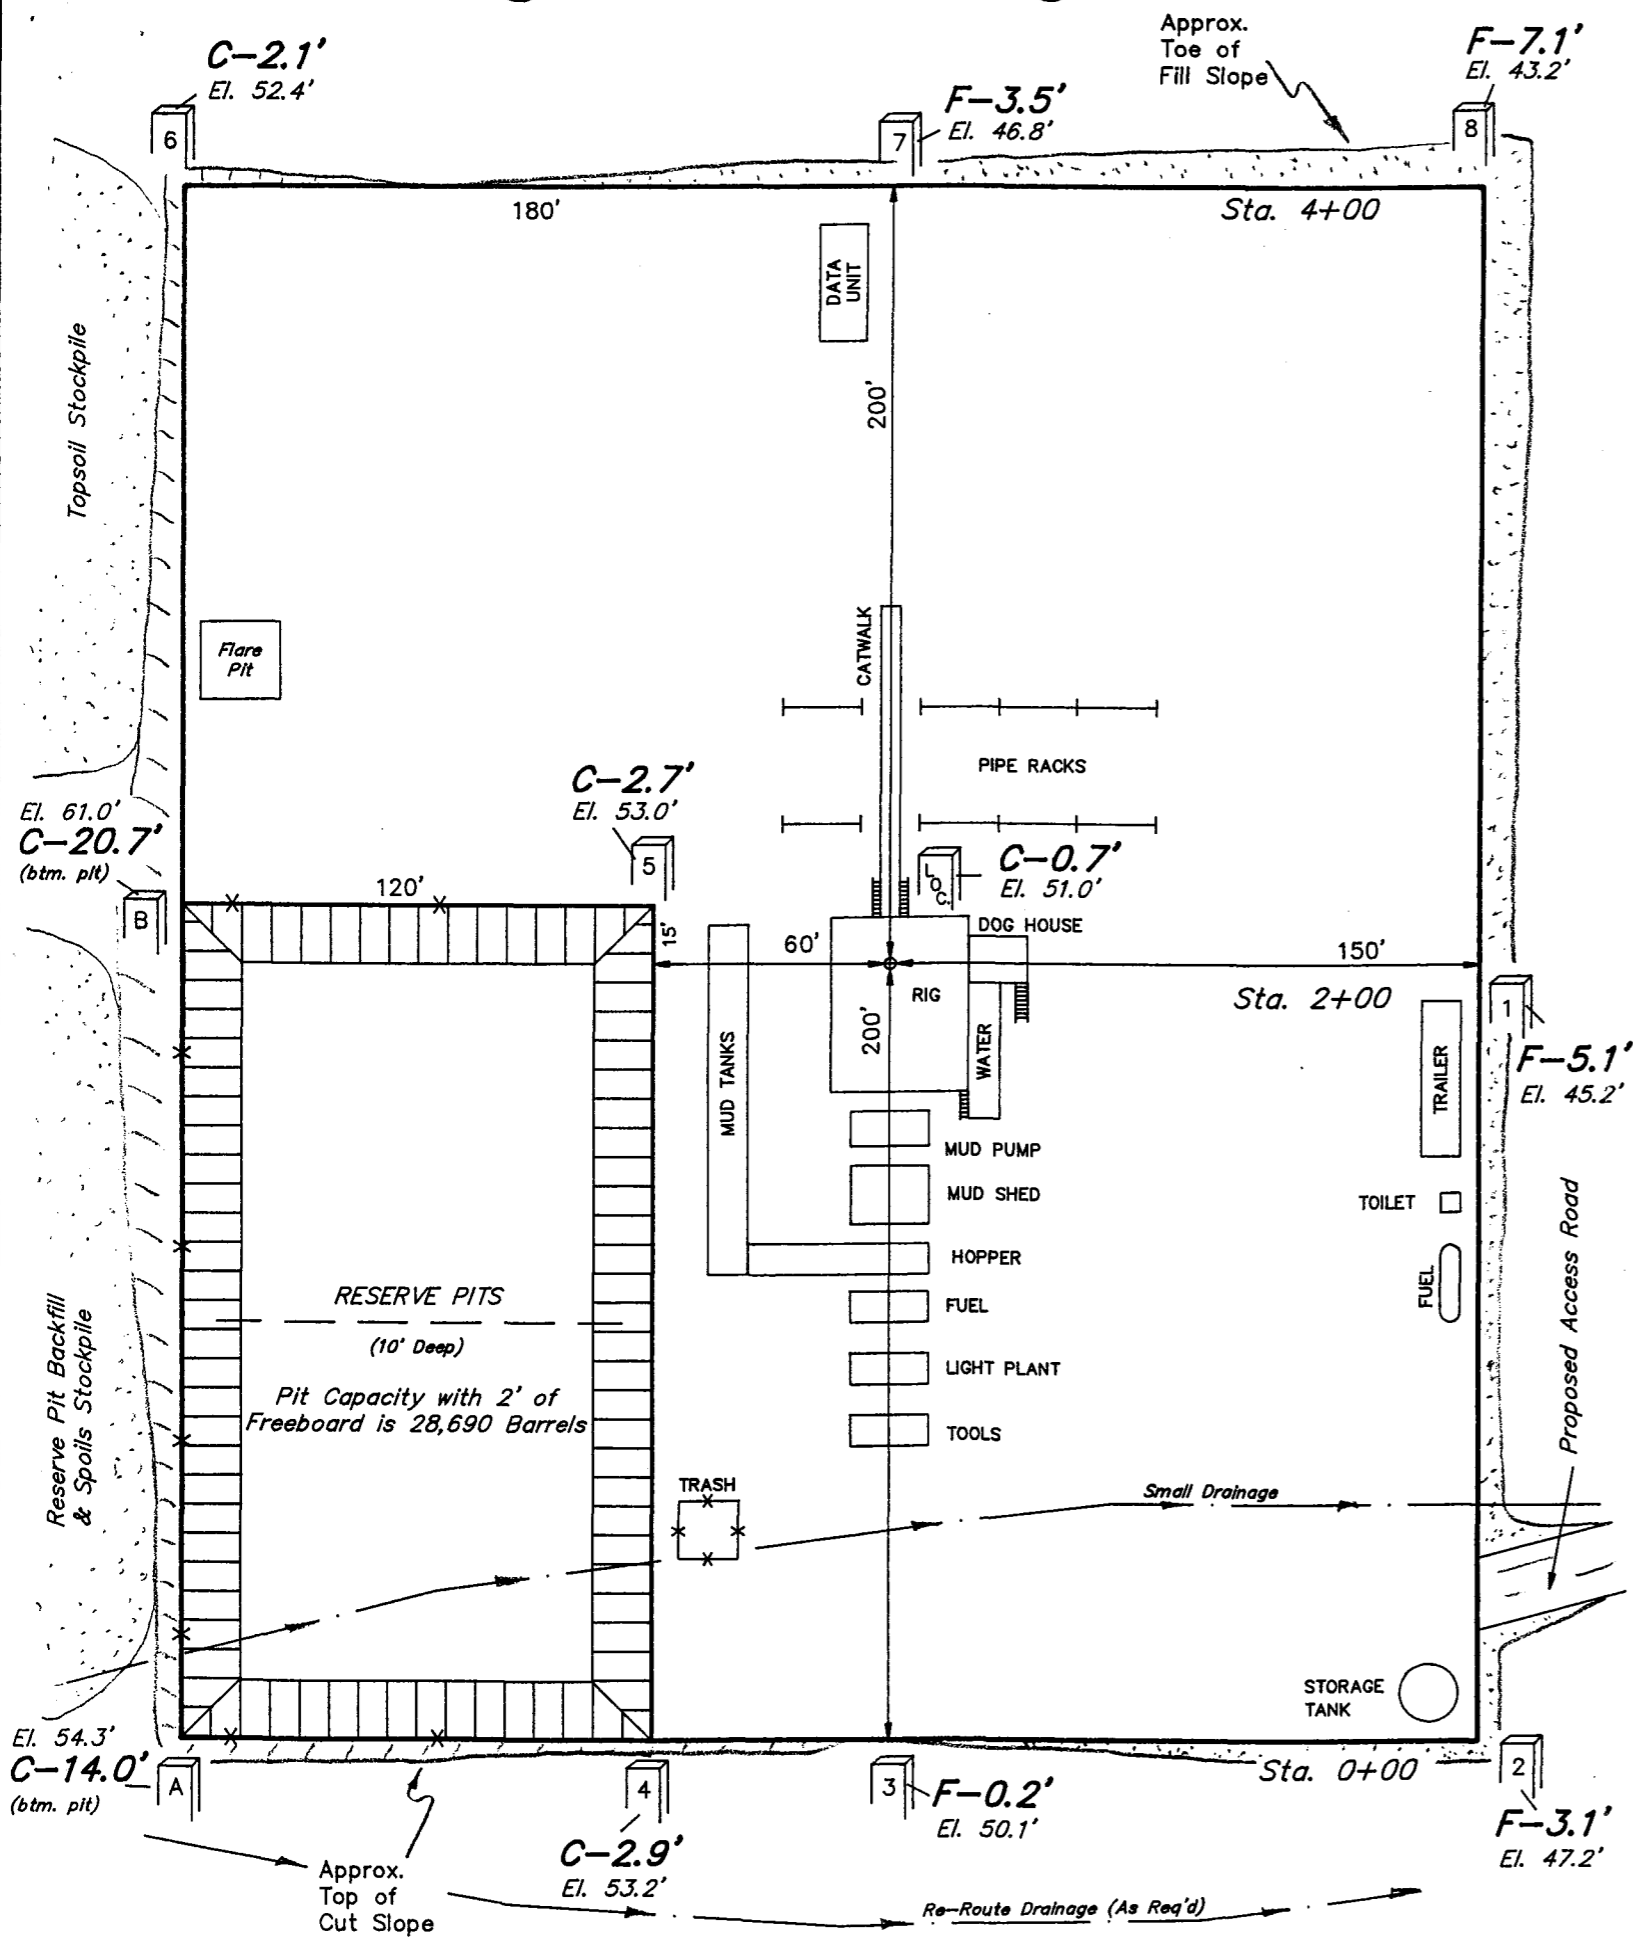 Approx.
Toe of
Fill Slope
C-2.1'
El. 52.4'
F-3.5'
El. 46.8'
F-7.1'
El. 43.2'
6
7
8
180'
Sta. 4+00
DATA
UNIT
200'
Topsoil Stockpile
Flare
Pit
CATWALK
PIPE RACKS
C-2.7'
El. 53.0'
5
El. 61.0'
C-20.7'
(btm. pit)
B
120'
15'
LOC.
C-0.7'
El. 51.0'
DOG HOUSE
60'
150'
RIG
Sta. 2+00
1
F-5.1'
El. 45.2'
200'
WATER
MUD TANKS
TRAILER
MUD PUMP
MUD SHED
TOILET
HOPPER
FUEL
FUEL
LIGHT PLANT
TOOLS
Proposed Access Road
RESERVE PITS
(10' Deep)
Pit Capacity with 2' of
Freeboard is 28,690 Barrels
Reserve Pit Backfill
& Spoils Stockpile
TRASH
Small Drainage
STORAGE
TANK
El. 54.3'
C-14.0'
(btm. pit)
A
4
3
2
Sta. 0+00
F-0.2'
El. 50.1'
F-3.1'
El. 47.2'
C-2.9'
El. 53.2'
Approx.
Top of
Cut Slope
Re-Route Drainage (As Req'd)